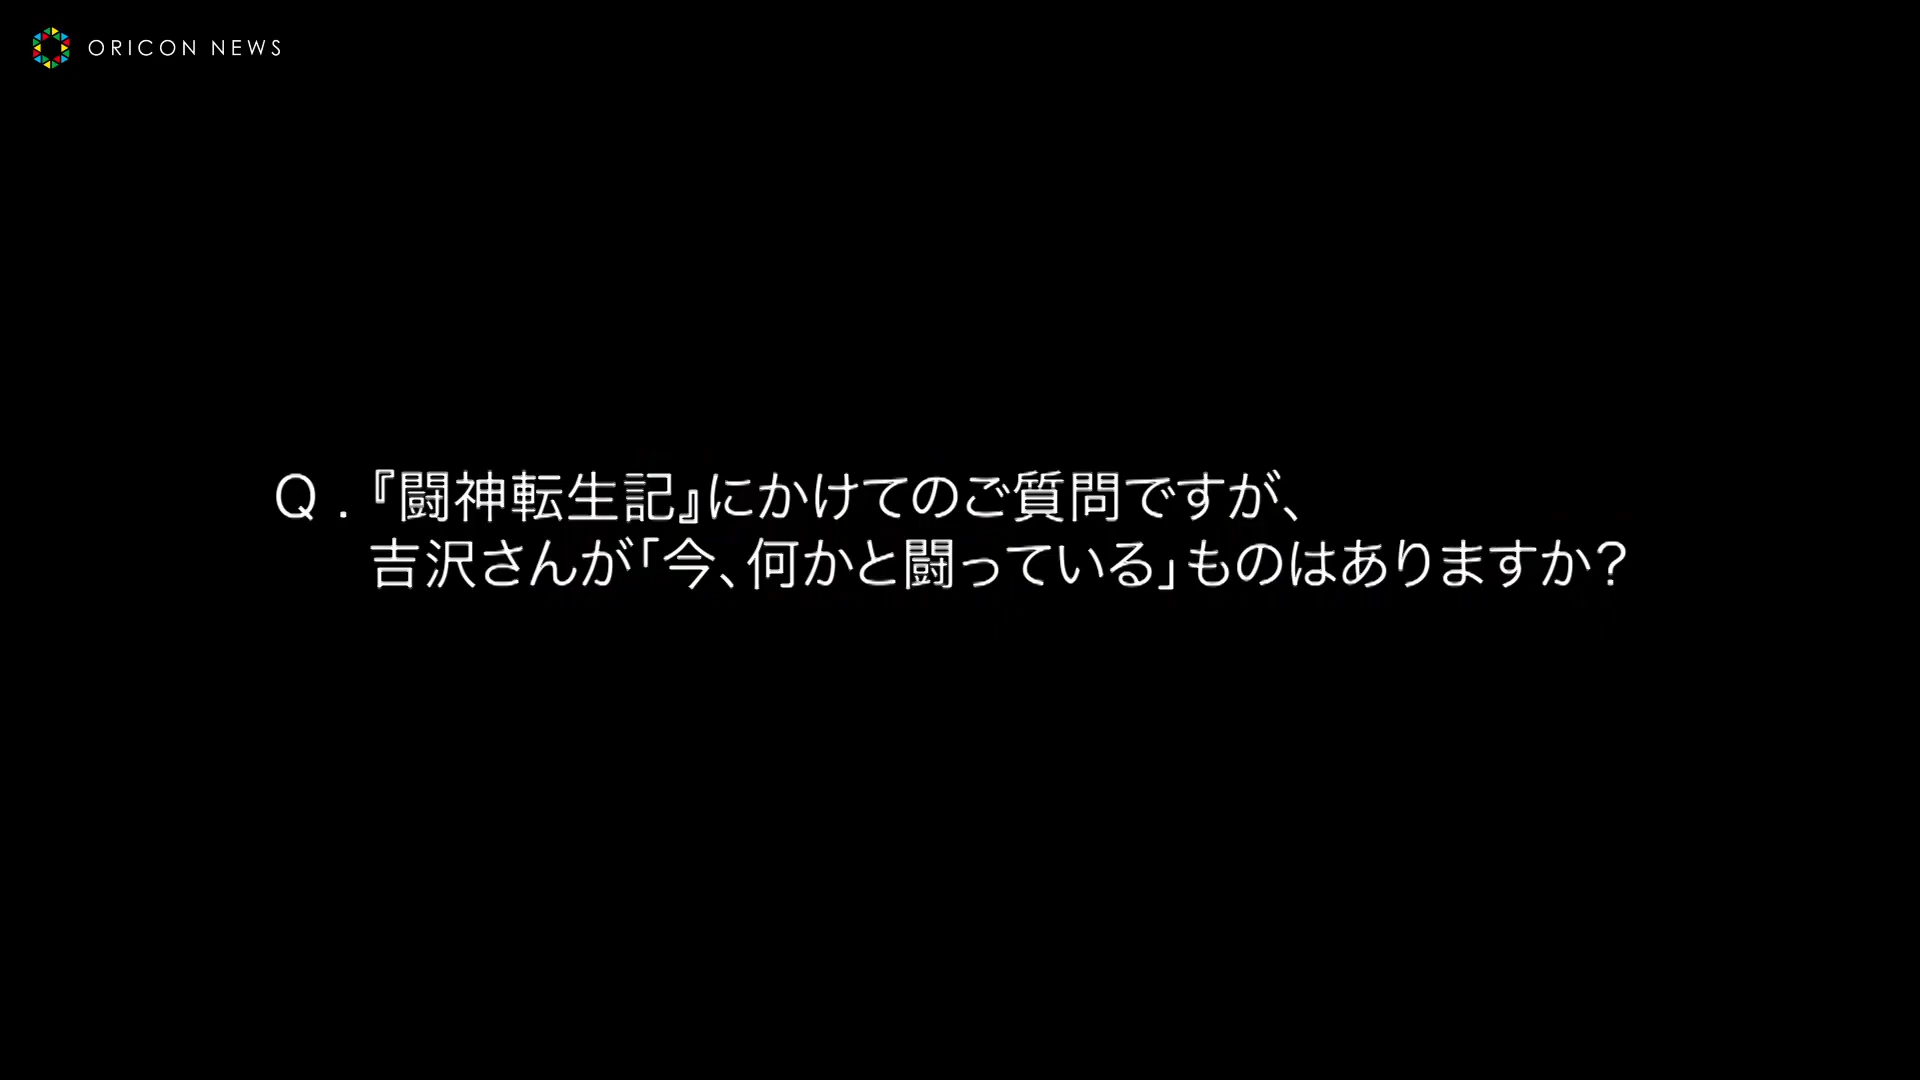 ORICON NEWS
Q.『闘神転生記』にかけてのご質問ですが、
吉沢さんが「今、何かと闘っている」ものはありますか?